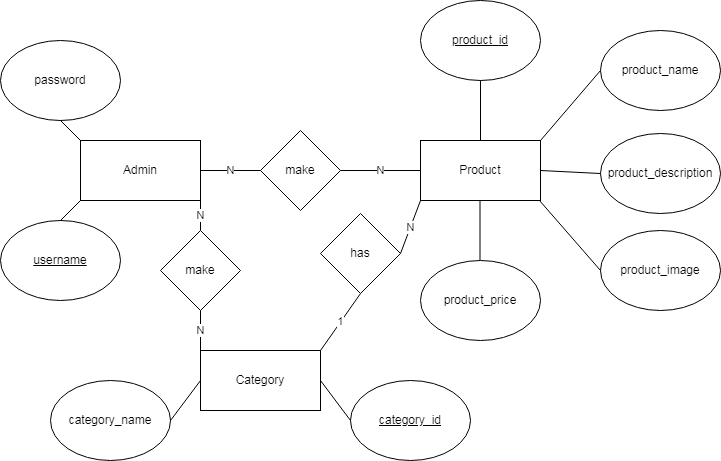 product_id
product_name
password
Admin
N
make
N
Product
product_description
N
N
has
username
make
product_image
product_price
1
N
Category
category_name
category_id